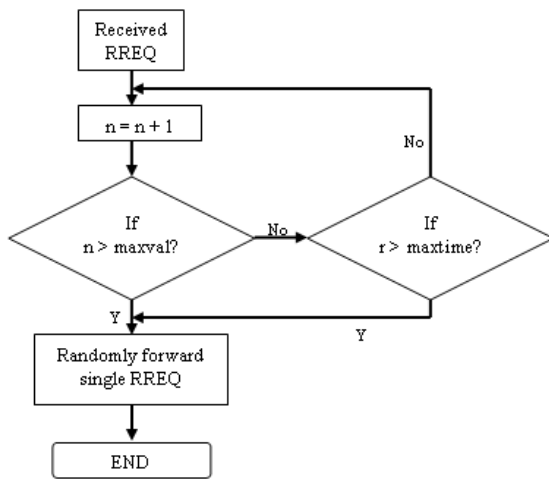 Received
RREQ
n = n + 1
No
If
n > maxval?
No
If
r > maxtime?
Y
Y
Randomly forward
single RREQ
END